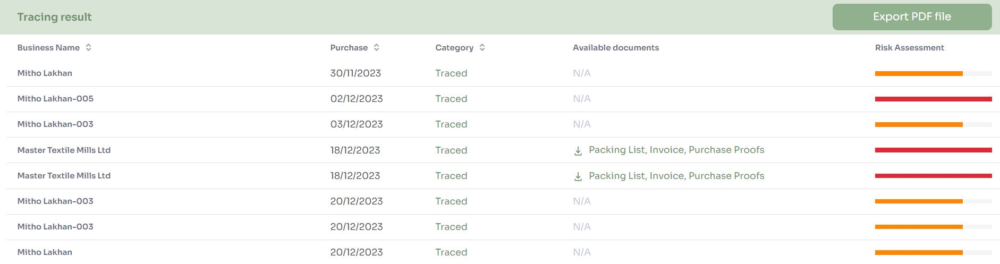 Tracing result Export PDF file
Business Name Purchase Category Available documents Risk Assessment
Mitho Lakhan 30/11/2023 Traced N/A
Mitho Lakhan-005 02/12/2023 Traced N/A
Mitho Lakhan-003 03/12/2023 Traced N/A
Master Textile Mills Ltd 18/12/2023 Traced Packing List, Invoice, Purchase Proofs
Master Textile Mills Ltd 18/12/2023 Traced Packing List, Invoice, Purchase Proofs
Mitho Lakhan-003 20/12/2023 Traced N/A
Mitho Lakhan-003 20/12/2023 Traced N/A
Mitho Lakhan 20/12/2023 Traced N/A